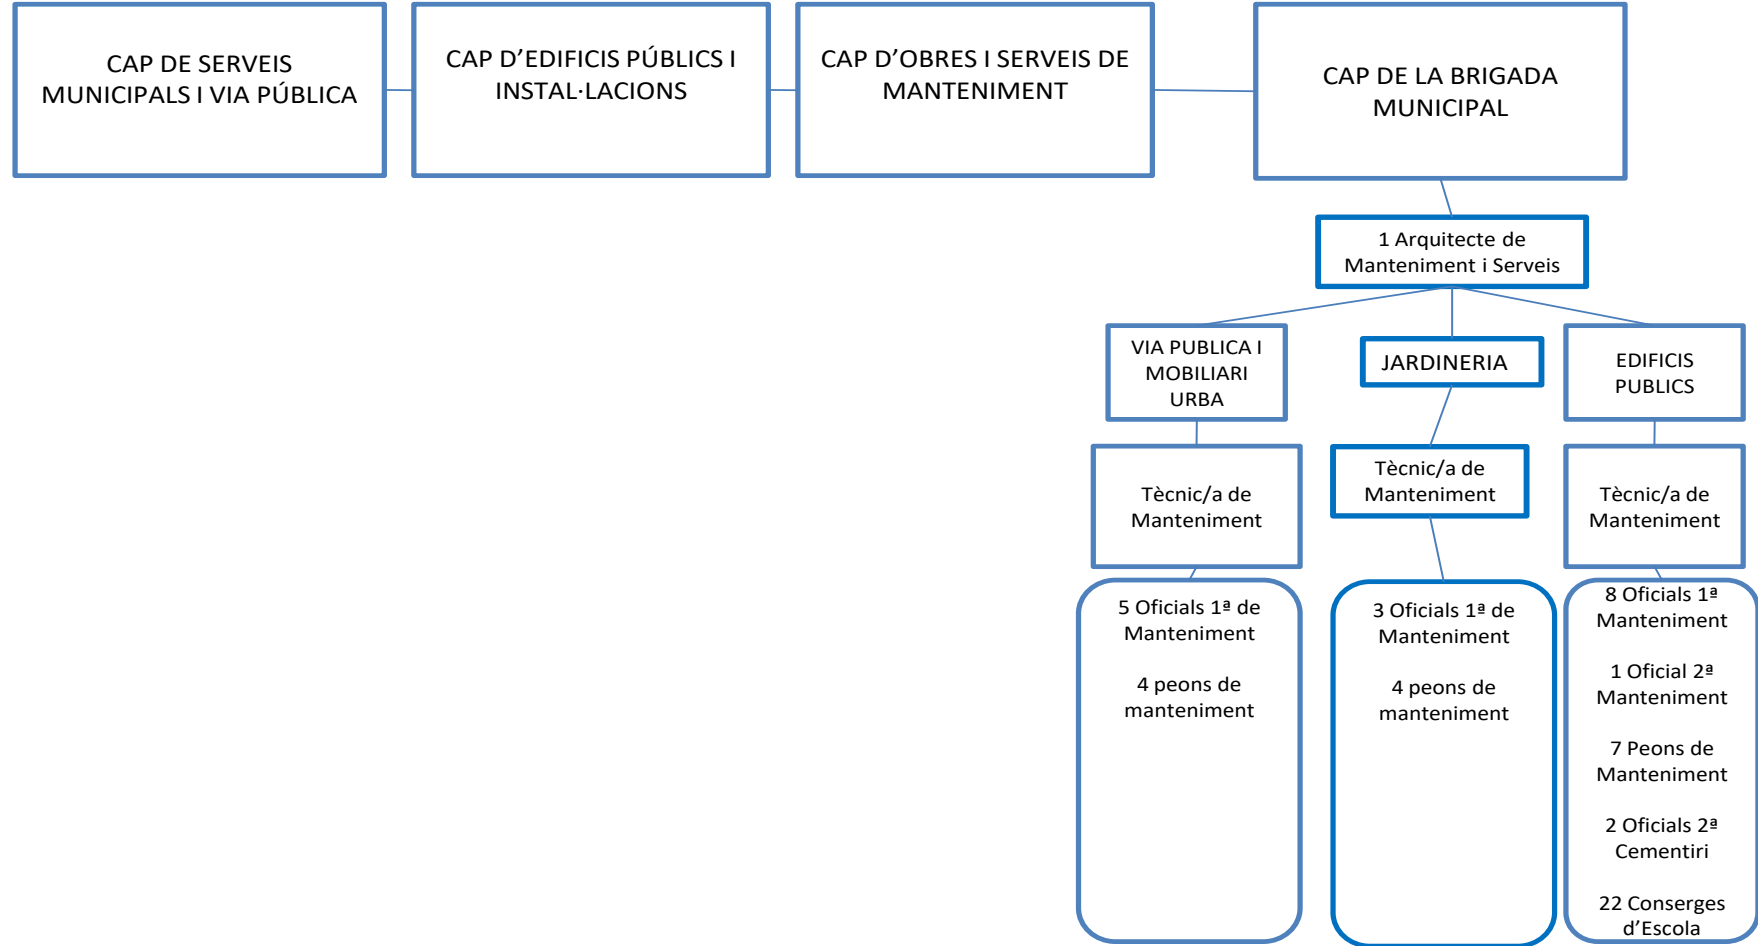 CAP DE SERVEIS
MUNICIPALS I VIA PÚBLICA
CAP D’EDIFICIS PÚBLICS I
INSTAL·LACIONS
CAP D’OBRES I SERVEIS DE
MANTENIMENT
CAP DE LA BRIGADA
MUNICIPAL
1 Arquitecte de
Manteniment i Serveis
VIA PUBLICA I
MOBILIARI
URBA
JARDINERIA
EDIFICIS
PUBLICS
Tècnic/a de
Manteniment
Tècnic/a de
Manteniment
Tècnic/a de
Manteniment
5 Oficials 1ª de
Manteniment
4 peons de
manteniment
3 Oficials 1ª de
Manteniment
4 peons de
manteniment
8 Oficials 1ª
Manteniment
1 Oficial 2ª
Manteniment
7 Peons de
Manteniment
2 Oficials 2ª
Cementiri
22 Conserges
d’Escola